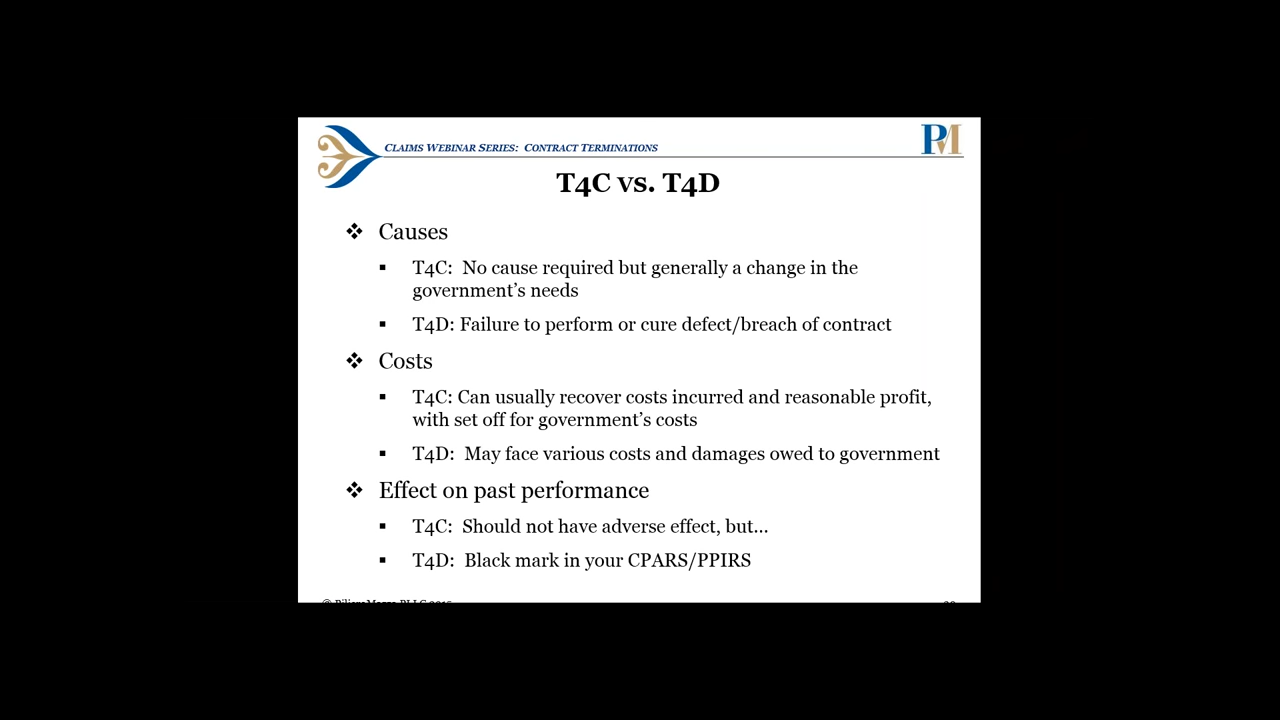 CLAIMS WEBINAR SERIES: CONTRACT TERMINATIONS
PM
T4C vs. T4D
❖ Causes
▪ T4C: No cause required but generally a change in the
government's needs
▪ T4D: Failure to perform or cure defect/breach of contract
❖ Costs
▪ T4C: Can usually recover costs incurred and reasonable profit,
with set off for government's costs
▪ T4D: May face various costs and damages owed to government
❖ Effect on past performance
▪ T4C: Should not have adverse effect, but...
▪ T4D: Black mark in your CPARS/PPIRS